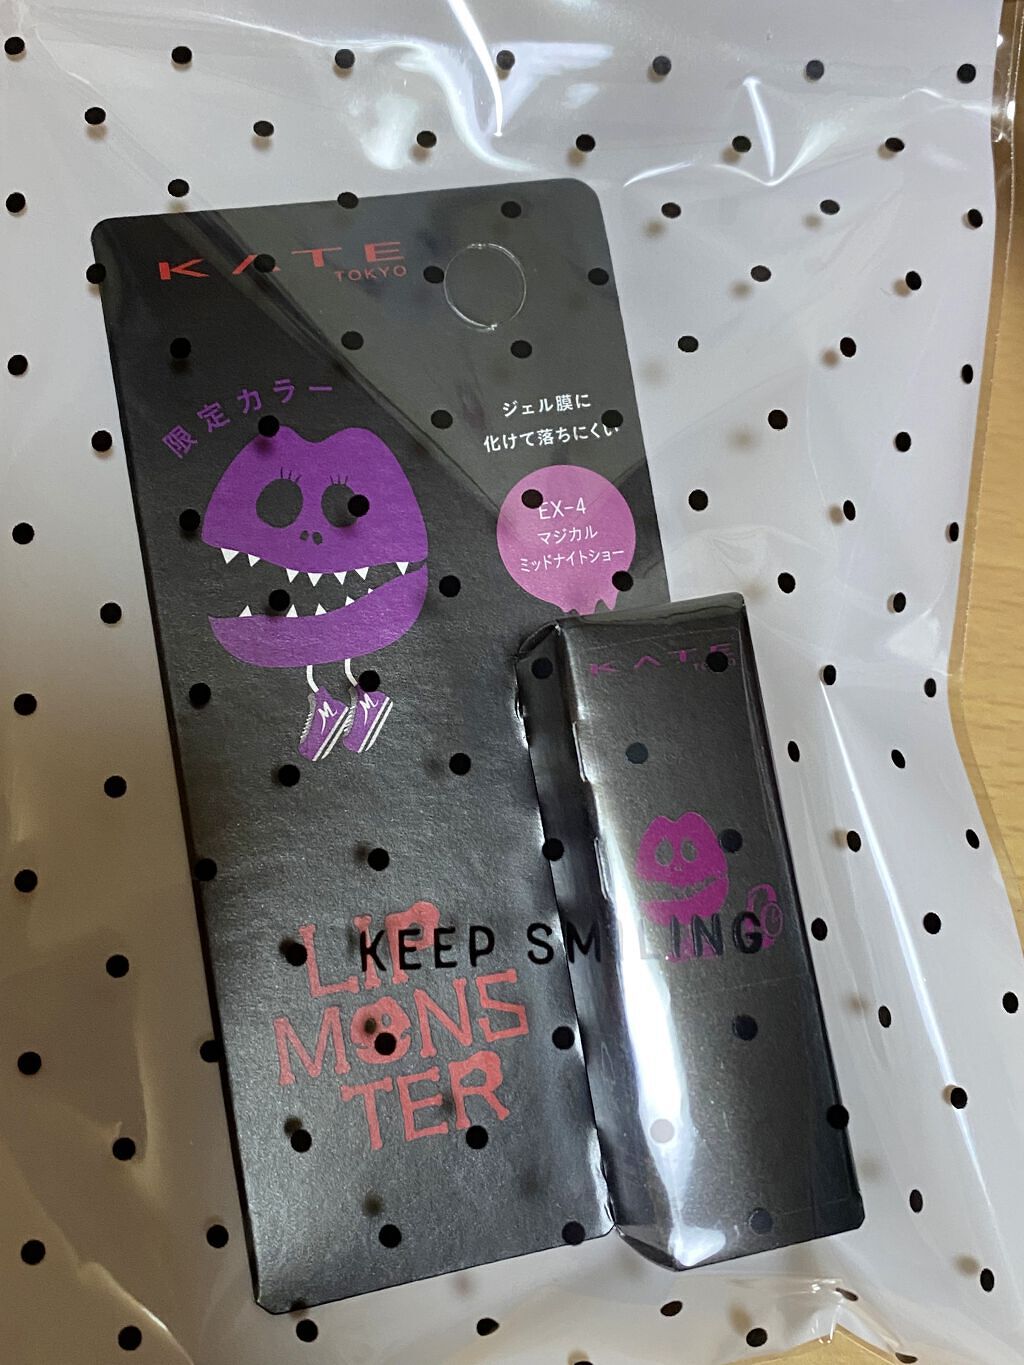 KATE
TOKYO
限定カラー
ジェル膜に
化けて落ちにくい
EX-4
マジカル
ミッドナイトショー
KATE
TOKYO
M
M
KEEP SMILING
LIP
MONS
TER